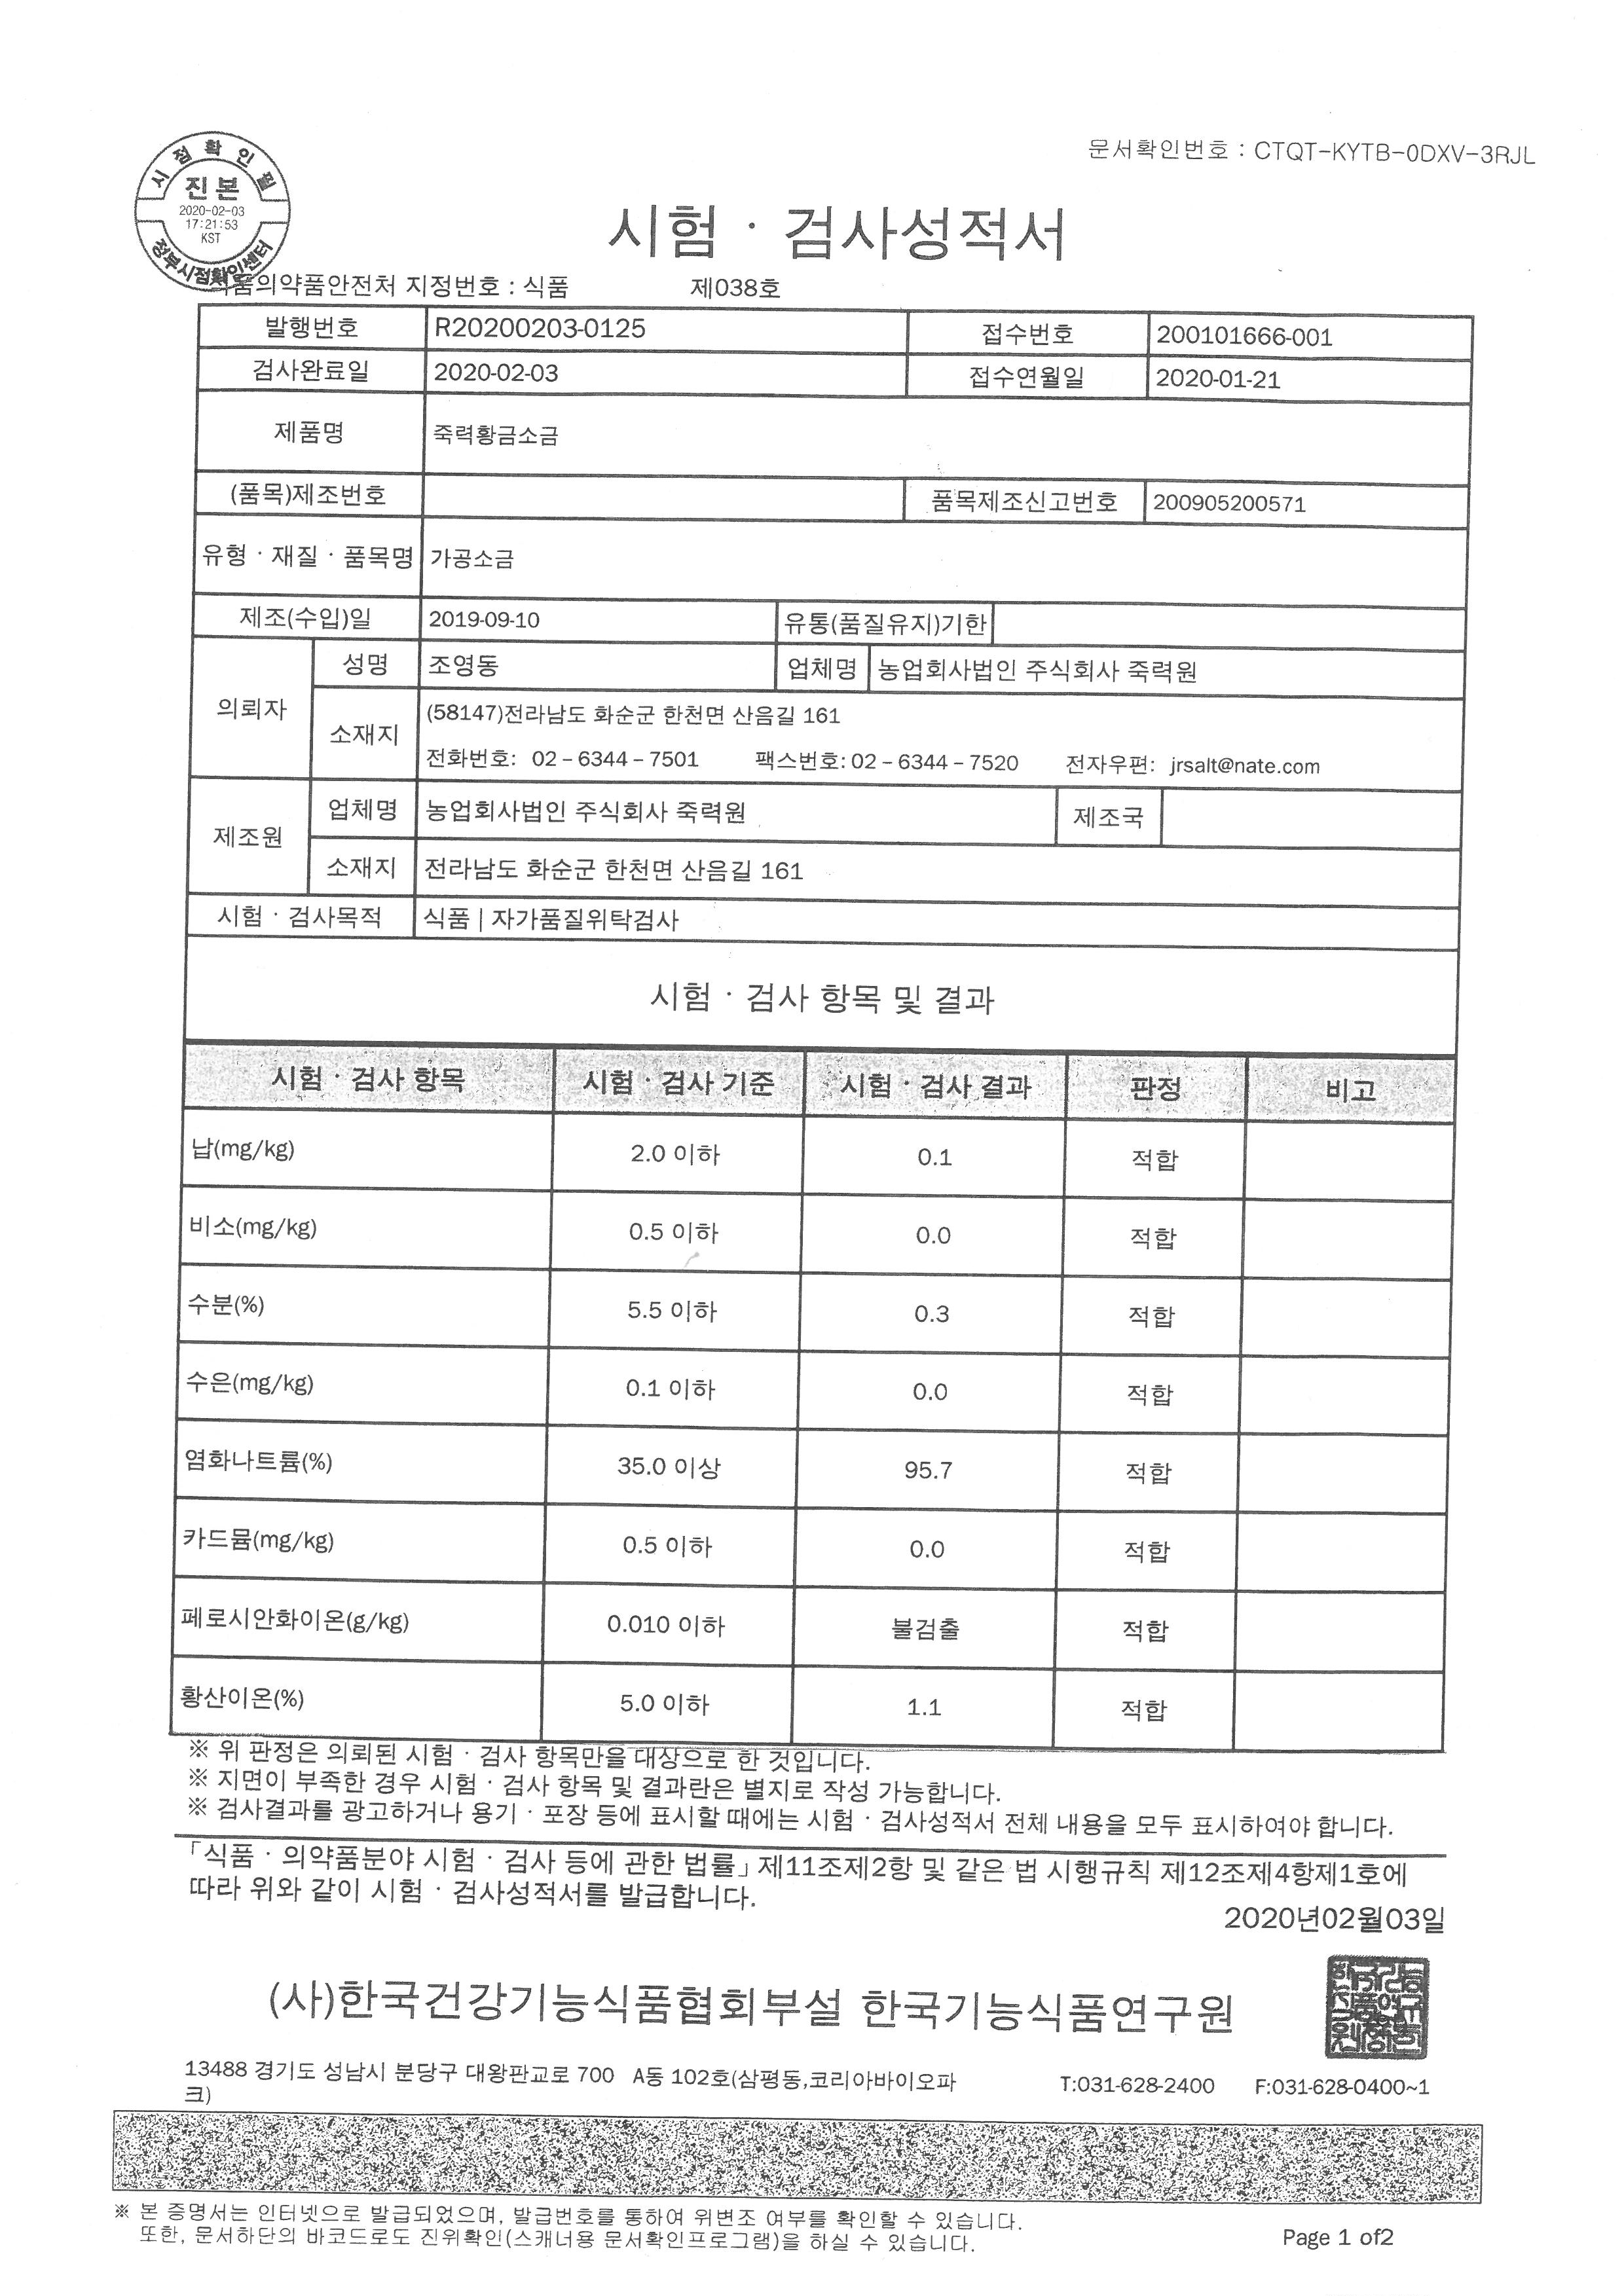 문서확인번호 : CTQT-KYTB-0DXV-3RJL
시 점 확 인 필
진본
2020-02-03
17:21:53
KST
정부시점확인센터
시험 · 검사성적서
식품의약품안전처 지정번호 : 식품 제038호
발행번호 R20200203-0125 접수번호 200101666-001
검사완료일 2020-02-03 접수연월일 2020-01-21
제품명 죽력황금소금
(품목)제조번호 품목제조신고번호 200905200571
유형 · 재질 · 품목명 가공소금
제조(수입)일 2019-09-10 유통(품질유지)기한
의뢰자 성명 조영동 업체명 농업회사법인 주식회사 죽력원
소재지 (58147)전라남도 화순군 한천면 산음길 161
전화번호: 02 – 6344 – 7501 팩스번호: 02 – 6344 – 7520 전자우편: jrsalt@nate.com
제조원 업체명 농업회사법인 주식회사 죽력원 제조국
소재지 전라남도 화순군 한천면 산음길 161
시험 · 검사목적 식품 | 자가품질위탁검사
시험 · 검사 항목 및 결과
시험 · 검사 항목 시험 · 검사 기준 시험 · 검사 결과 판정 비고
납(mg/kg) 2.0 이하 0.1 적합
비소(mg/kg) 0.5 이하 0.0 적합
수분(%) 5.5 이하 0.3 적합
수은(mg/kg) 0.1 이하 0.0 적합
염화나트륨(%) 35.0 이상 95.7 적합
카드뮴(mg/kg) 0.5 이하 0.0 적합
페로시안화이온(g/kg) 0.010 이하 불검출 적합
황산이온(%) 5.0 이하 1.1 적합
※ 위 판정은 의뢰된 시험 · 검사 항목만을 대상으로 한 것입니다.
※ 지면이 부족한 경우 시험 · 검사 항목 및 결과란은 별지로 작성 가능합니다.
※ 검사결과를 광고하거나 용기 · 포장 등에 표시할 때에는 시험 · 검사성적서 전체 내용을 모두 표시하여야 합니다.
「식품 · 의약품분야 시험 · 검사 등에 관한 법률」 제11조제2항 및 같은 법 시행규칙 제12조제4항제1호에
따라 위와 같이 시험 · 검사성적서를 발급합니다.
2020년02월03일
(사)한국건강기능식품협회부설 한국기능식품연구원
13488 경기도 성남시 분당구 대왕판교로 700 A동 102호(삼평동,코리아바이오파
크)
T:031-628-2400 F:031-628-0400~1
※ 본 증명서는 인터넷으로 발급되었으며, 발급번호를 통하여 위변조 여부를 확인할 수 있습니다.
또한, 문서하단의 바코드로도 진위확인(스캐너용 문서확인프로그램)을 하실 수 있습니다.
Page 1 of2